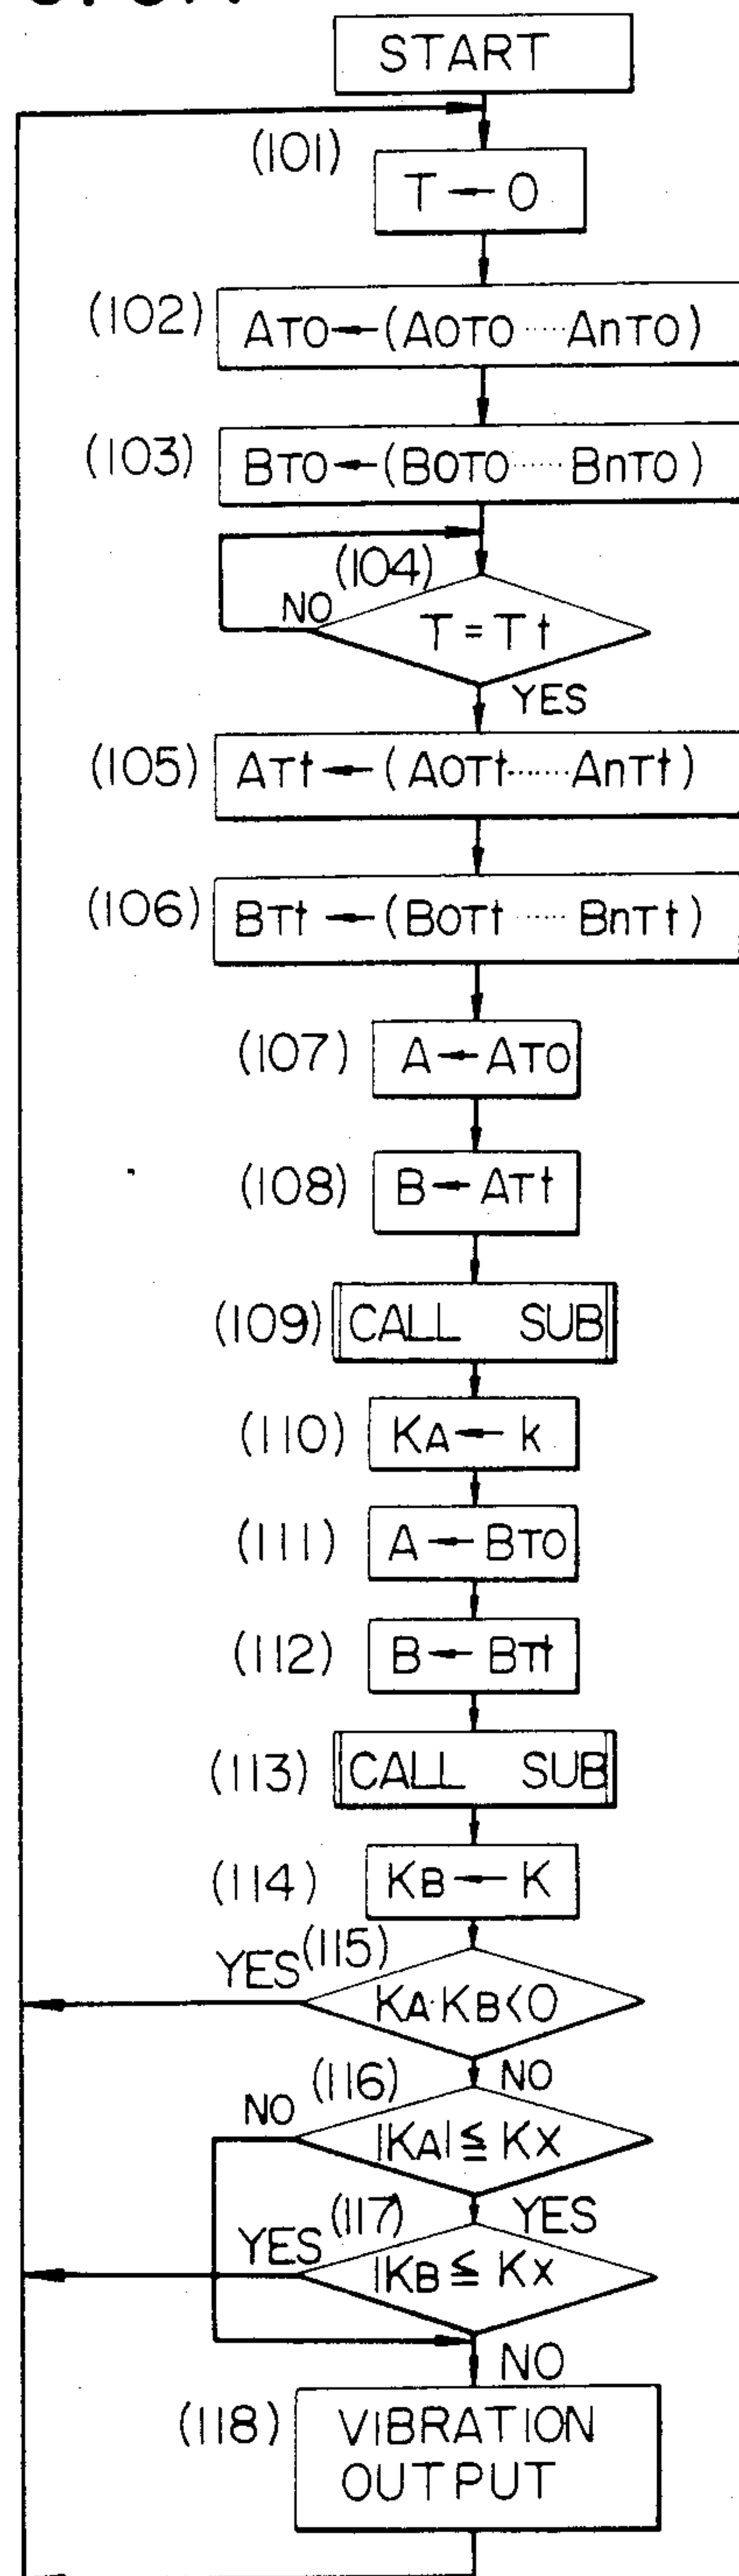 START
(101)
T ← 0
(102)
ATO ← (AOTO ..... AnTO)
(103)
BTO ← (BOTO ...... BnTO)
(104)
NO
T = Tt
YES
(105)
ATt ← (AOTt ....... AnTt)
(106)
BTt ← (BOTt ...... BnTt)
(107)
A ← ATO
(108)
B ← ATt
(109)
CALL SUB
(110)
KA ← k
(111)
A ← BTO
(112)
B ← BTt
(113)
CALL SUB
(114)
KB ← K
YES (115)
KA·KB<0
NO
NO (116)
|KA| ≦ Kx
YES
YES (117)
|KB ≦ Kx
NO
(118)
VIBRATION
OUTPUT